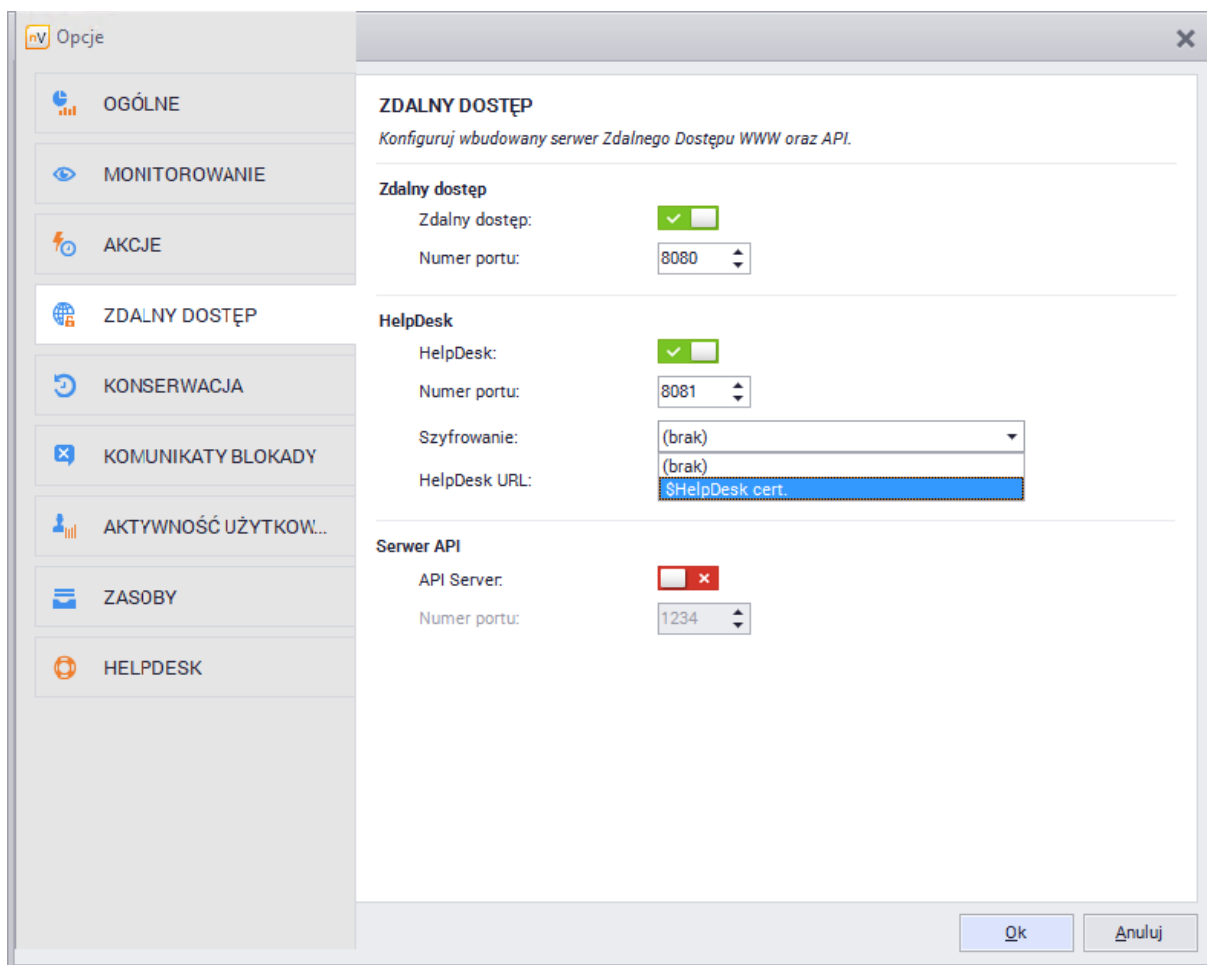 nV Opcje
OGÓLNE
MONITOROWANIE
AKCJE
ZDALNY DOSTĘP
KONSERWACJA
KOMUNIKATY BLOKADY
AKTYWNOŚĆ UŻYTKOW...
ZASOBY
HELPDESK
ZDALNY DOSTĘP
Konfiguruj wbudowany serwer Zdalnego Dostępu WWW oraz API.
Zdalny dostęp
Zdalny dostęp:
Numer portu: 8080
HelpDesk
HelpDesk:
Numer portu: 8081
Szyfrowanie: (brak)
(brak)
$HelpDesk cert.
HelpDesk URL:
Serwer API
API Server:
Numer portu: 1234
Ok Anuluj